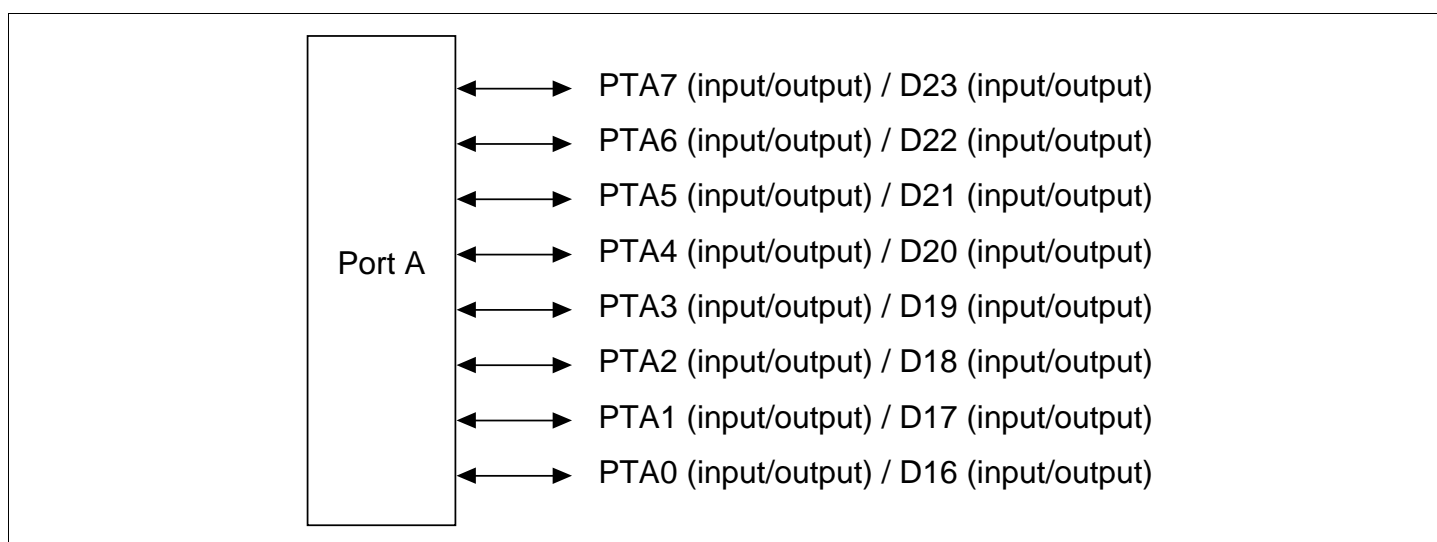 PTA7 (input/output) / D23 (input/output)
PTA6 (input/output) / D22 (input/output)
PTA5 (input/output) / D21 (input/output)
PTA4 (input/output) / D20 (input/output)
Port A
PTA3 (input/output) / D19 (input/output)
PTA2 (input/output) / D18 (input/output)
PTA1 (input/output) / D17 (input/output)
PTA0 (input/output) / D16 (input/output)